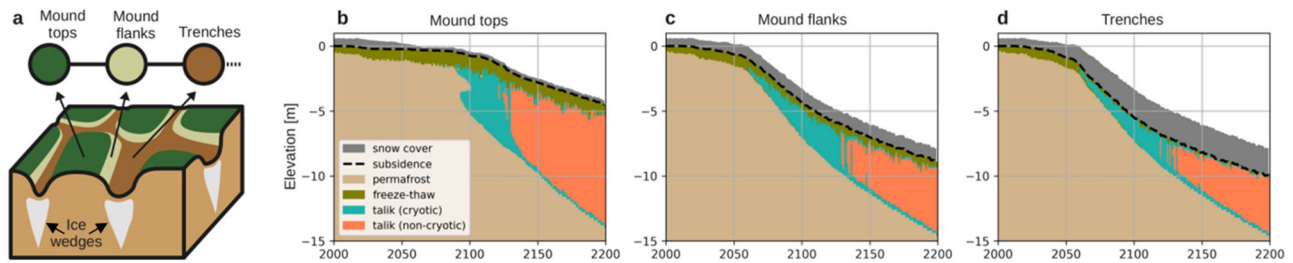 a
Mound
tops
Mound
flanks
Trenches
Ice
wedges
b
Mound tops
Elevation [m]
0
−5
−10
−15
snow cover
subsidence
permafrost
freeze-thaw
talik (cryotic)
talik (non-cryotic)
2000
2050
2100
2150
2200
c
Mound flanks
0
−5
−10
−15
2000
2050
2100
2150
2200
d
Trenches
0
−5
−10
−15
2000
2050
2100
2150
2200